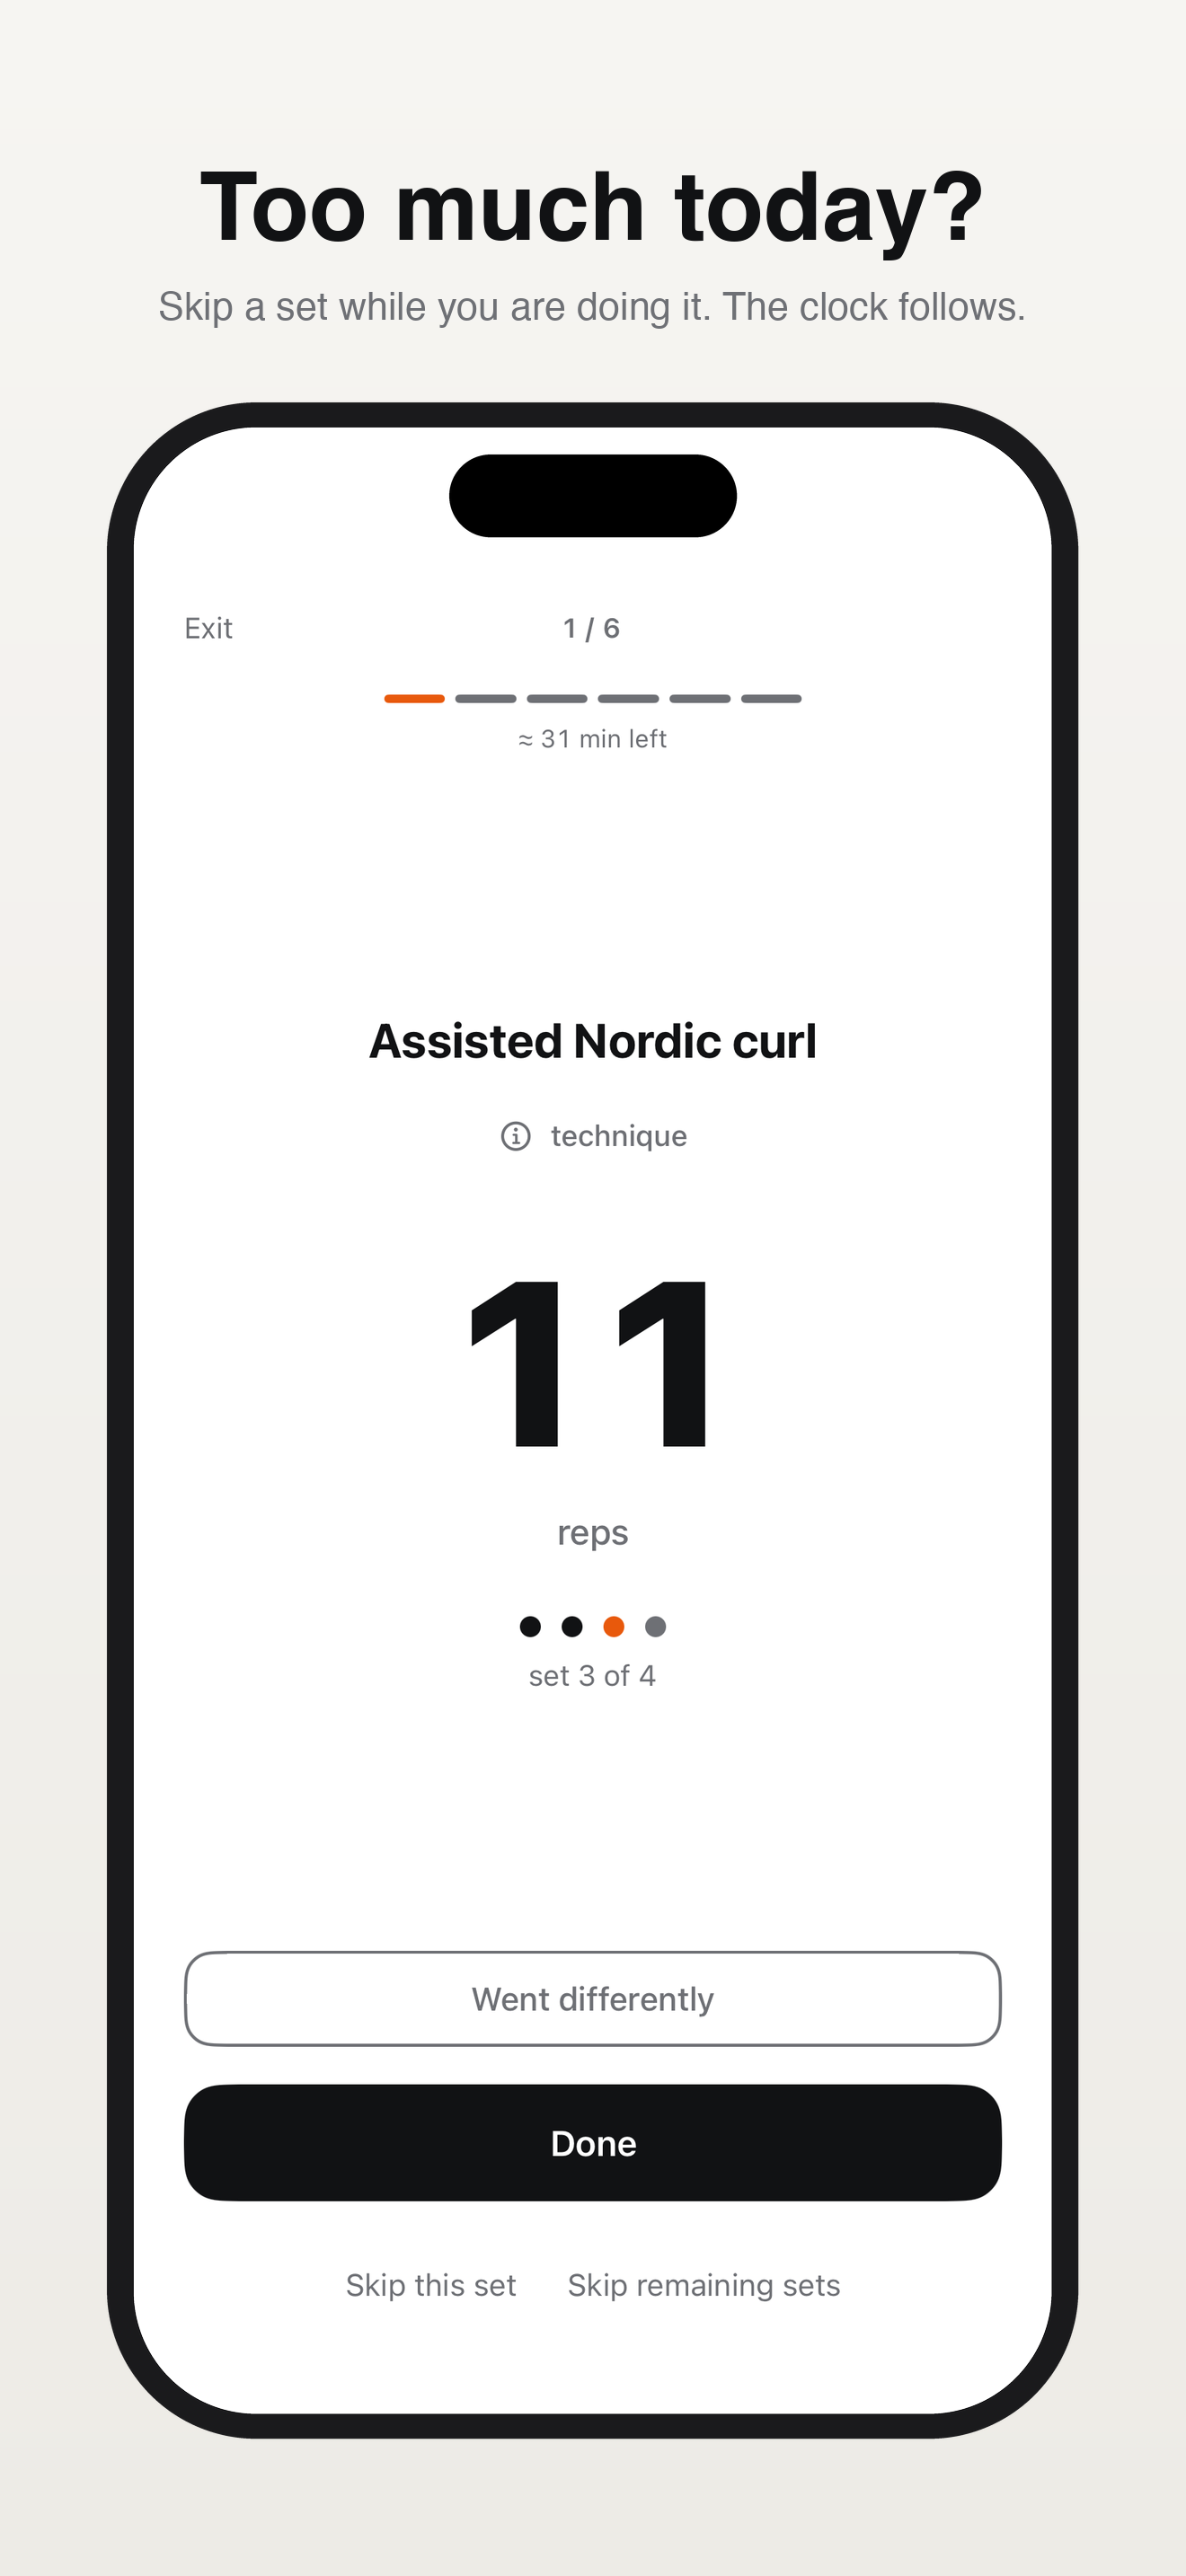 Too much today?
Skip a set while you are doing it. The clock follows.
Exit
1 / 6
≈ 31 min left
Assisted Nordic curl
technique
11
reps
set 3 of 4
Went differently
Done
Skip this set
Skip remaining sets